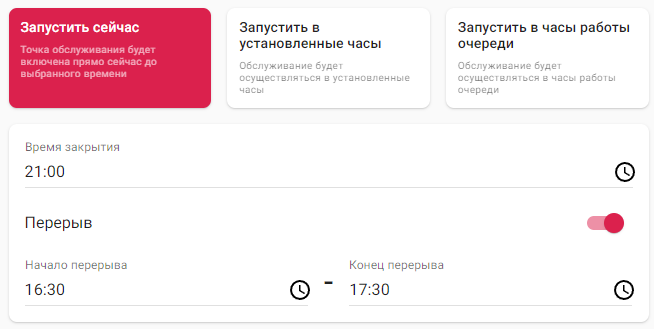 Запустить сейчас
Точка обслуживания будет
включена прямо сейчас до
выбранного времени
Запустить в
установленные часы
Обслуживание будет
осуществляться в установленные
часы
Запустить в часы работы
очереди
Обслуживание будет
осуществляться в часы работы
очереди
Время закрытия
21:00
Перерыв
Начало перерыва
16:30
-
Конец перерыва
17:30